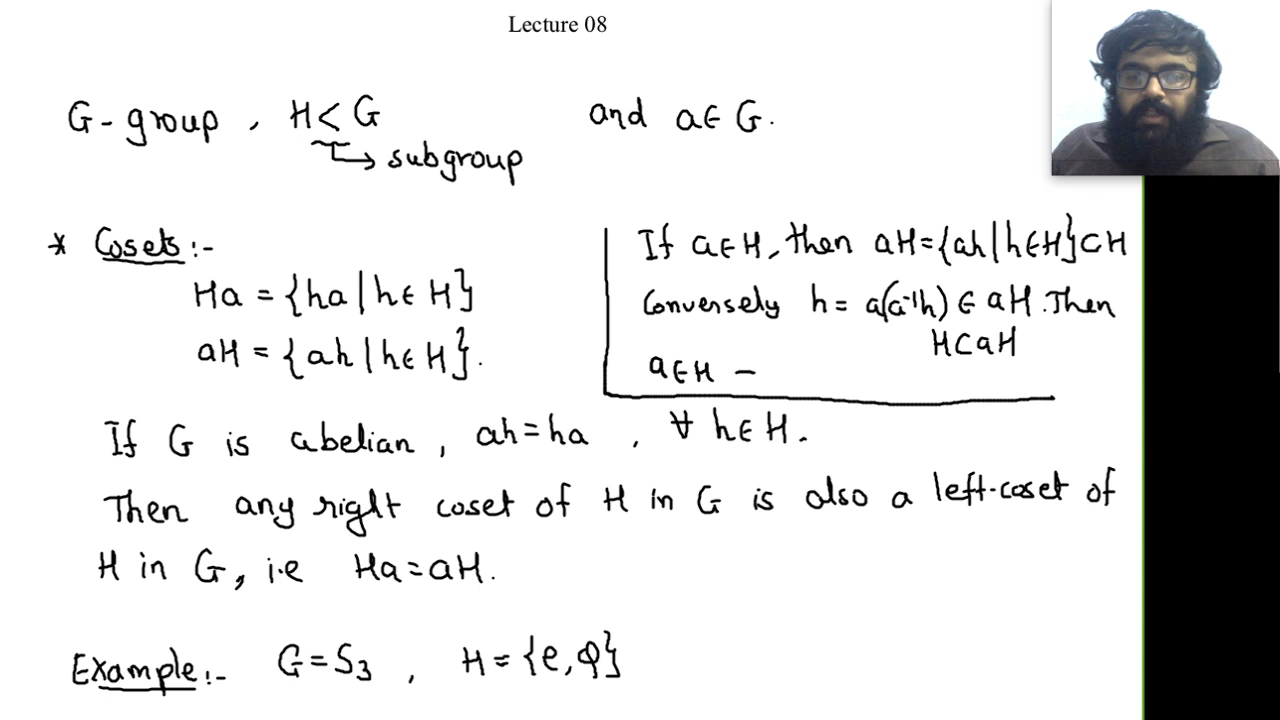 Lecture 08
G - group , H < G and a ∈ G.
→ subgroup
* Cosets :-
Ha = {ha | h ∈ H}
aH = {ah | h ∈ H}.
If a ∈ H, then aH = {ah | h ∈ H} ⊂ H
Conversely h = a(a⁻¹h) ∈ aH. Then
H ⊂ aH
a ∈ H –
If G is abelian , ah = ha , ∀ h ∈ H.
Then any right coset of H in G is also a left-coset of
H in G, i.e Ha = aH.
Example :- G = S₃ , H = {e, φ}